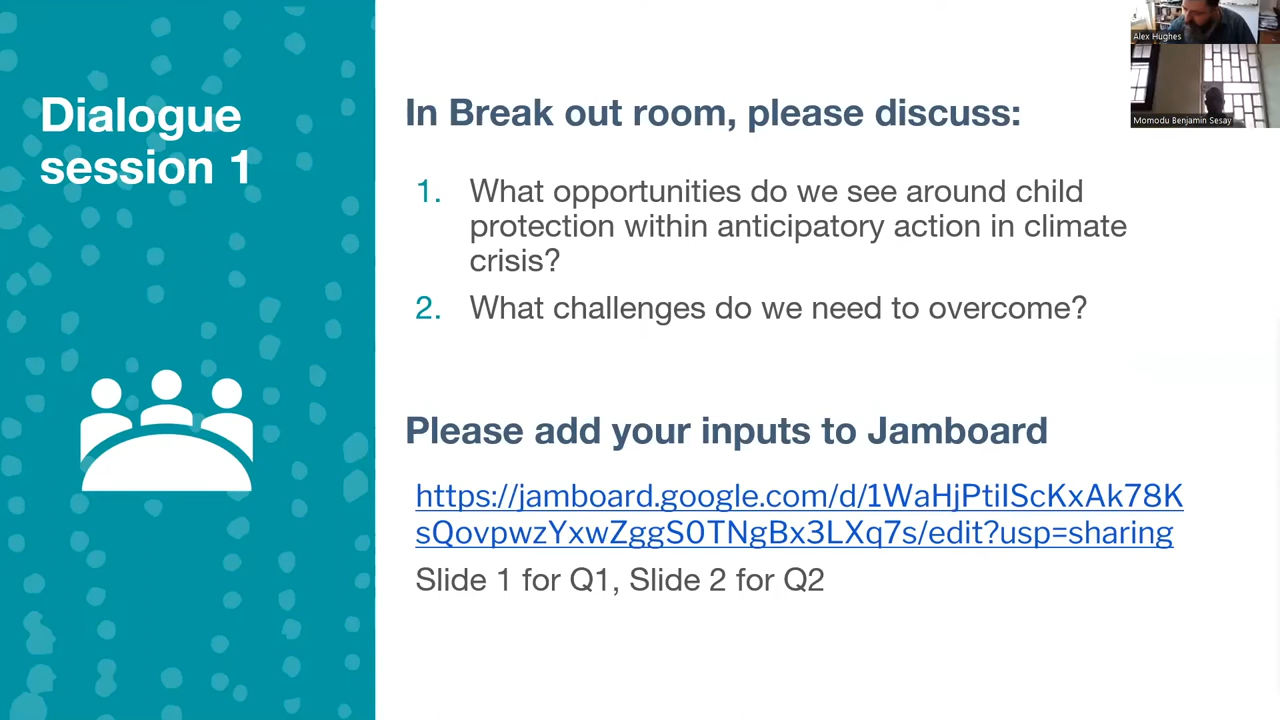 Dialogue
session 1
In Break out room, please discuss:
1. What opportunities do we see around child
protection within anticipatory action in climate
crisis?
2. What challenges do we need to overcome?
Please add your inputs to Jamboard
https://jamboard.google.com/d/1WaHjPtiIScKxAk78K
sQovpwzYxwZggS0TNgBx3LXq7s/edit?usp=sharing
Slide 1 for Q1, Slide 2 for Q2
Alex Hughes
Momodu Benjamin Sesay